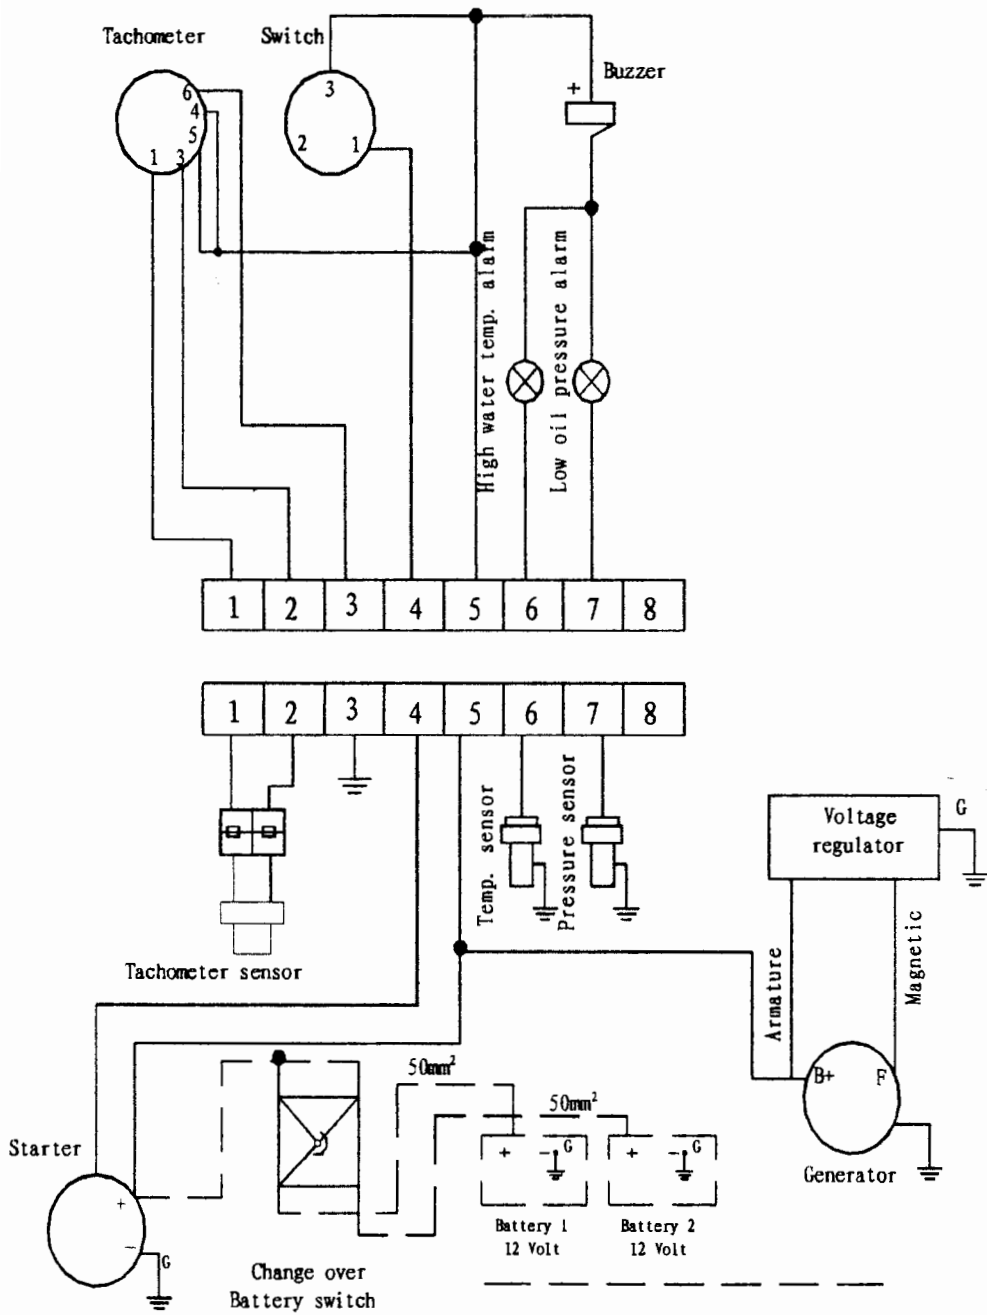 Tachometer
Switch
Buzzer
+
6
4
5
1
3
3
2
1
High water temp. alarm
Low oil pressure alarm
1 2 3 4 5 6 7 8
1 2 3 4 5 6 7 8
Temp. sensor
Pressure sensor
Voltage
regulator
G
Tachometer sensor
Armature
Magnetic
B+
F
Generator
50mm²
50mm²
Starter
+
-
G
+
-
G
+
-
G
Battery 1
12 Volt
Battery 2
12 Volt
Change over
Battery switch